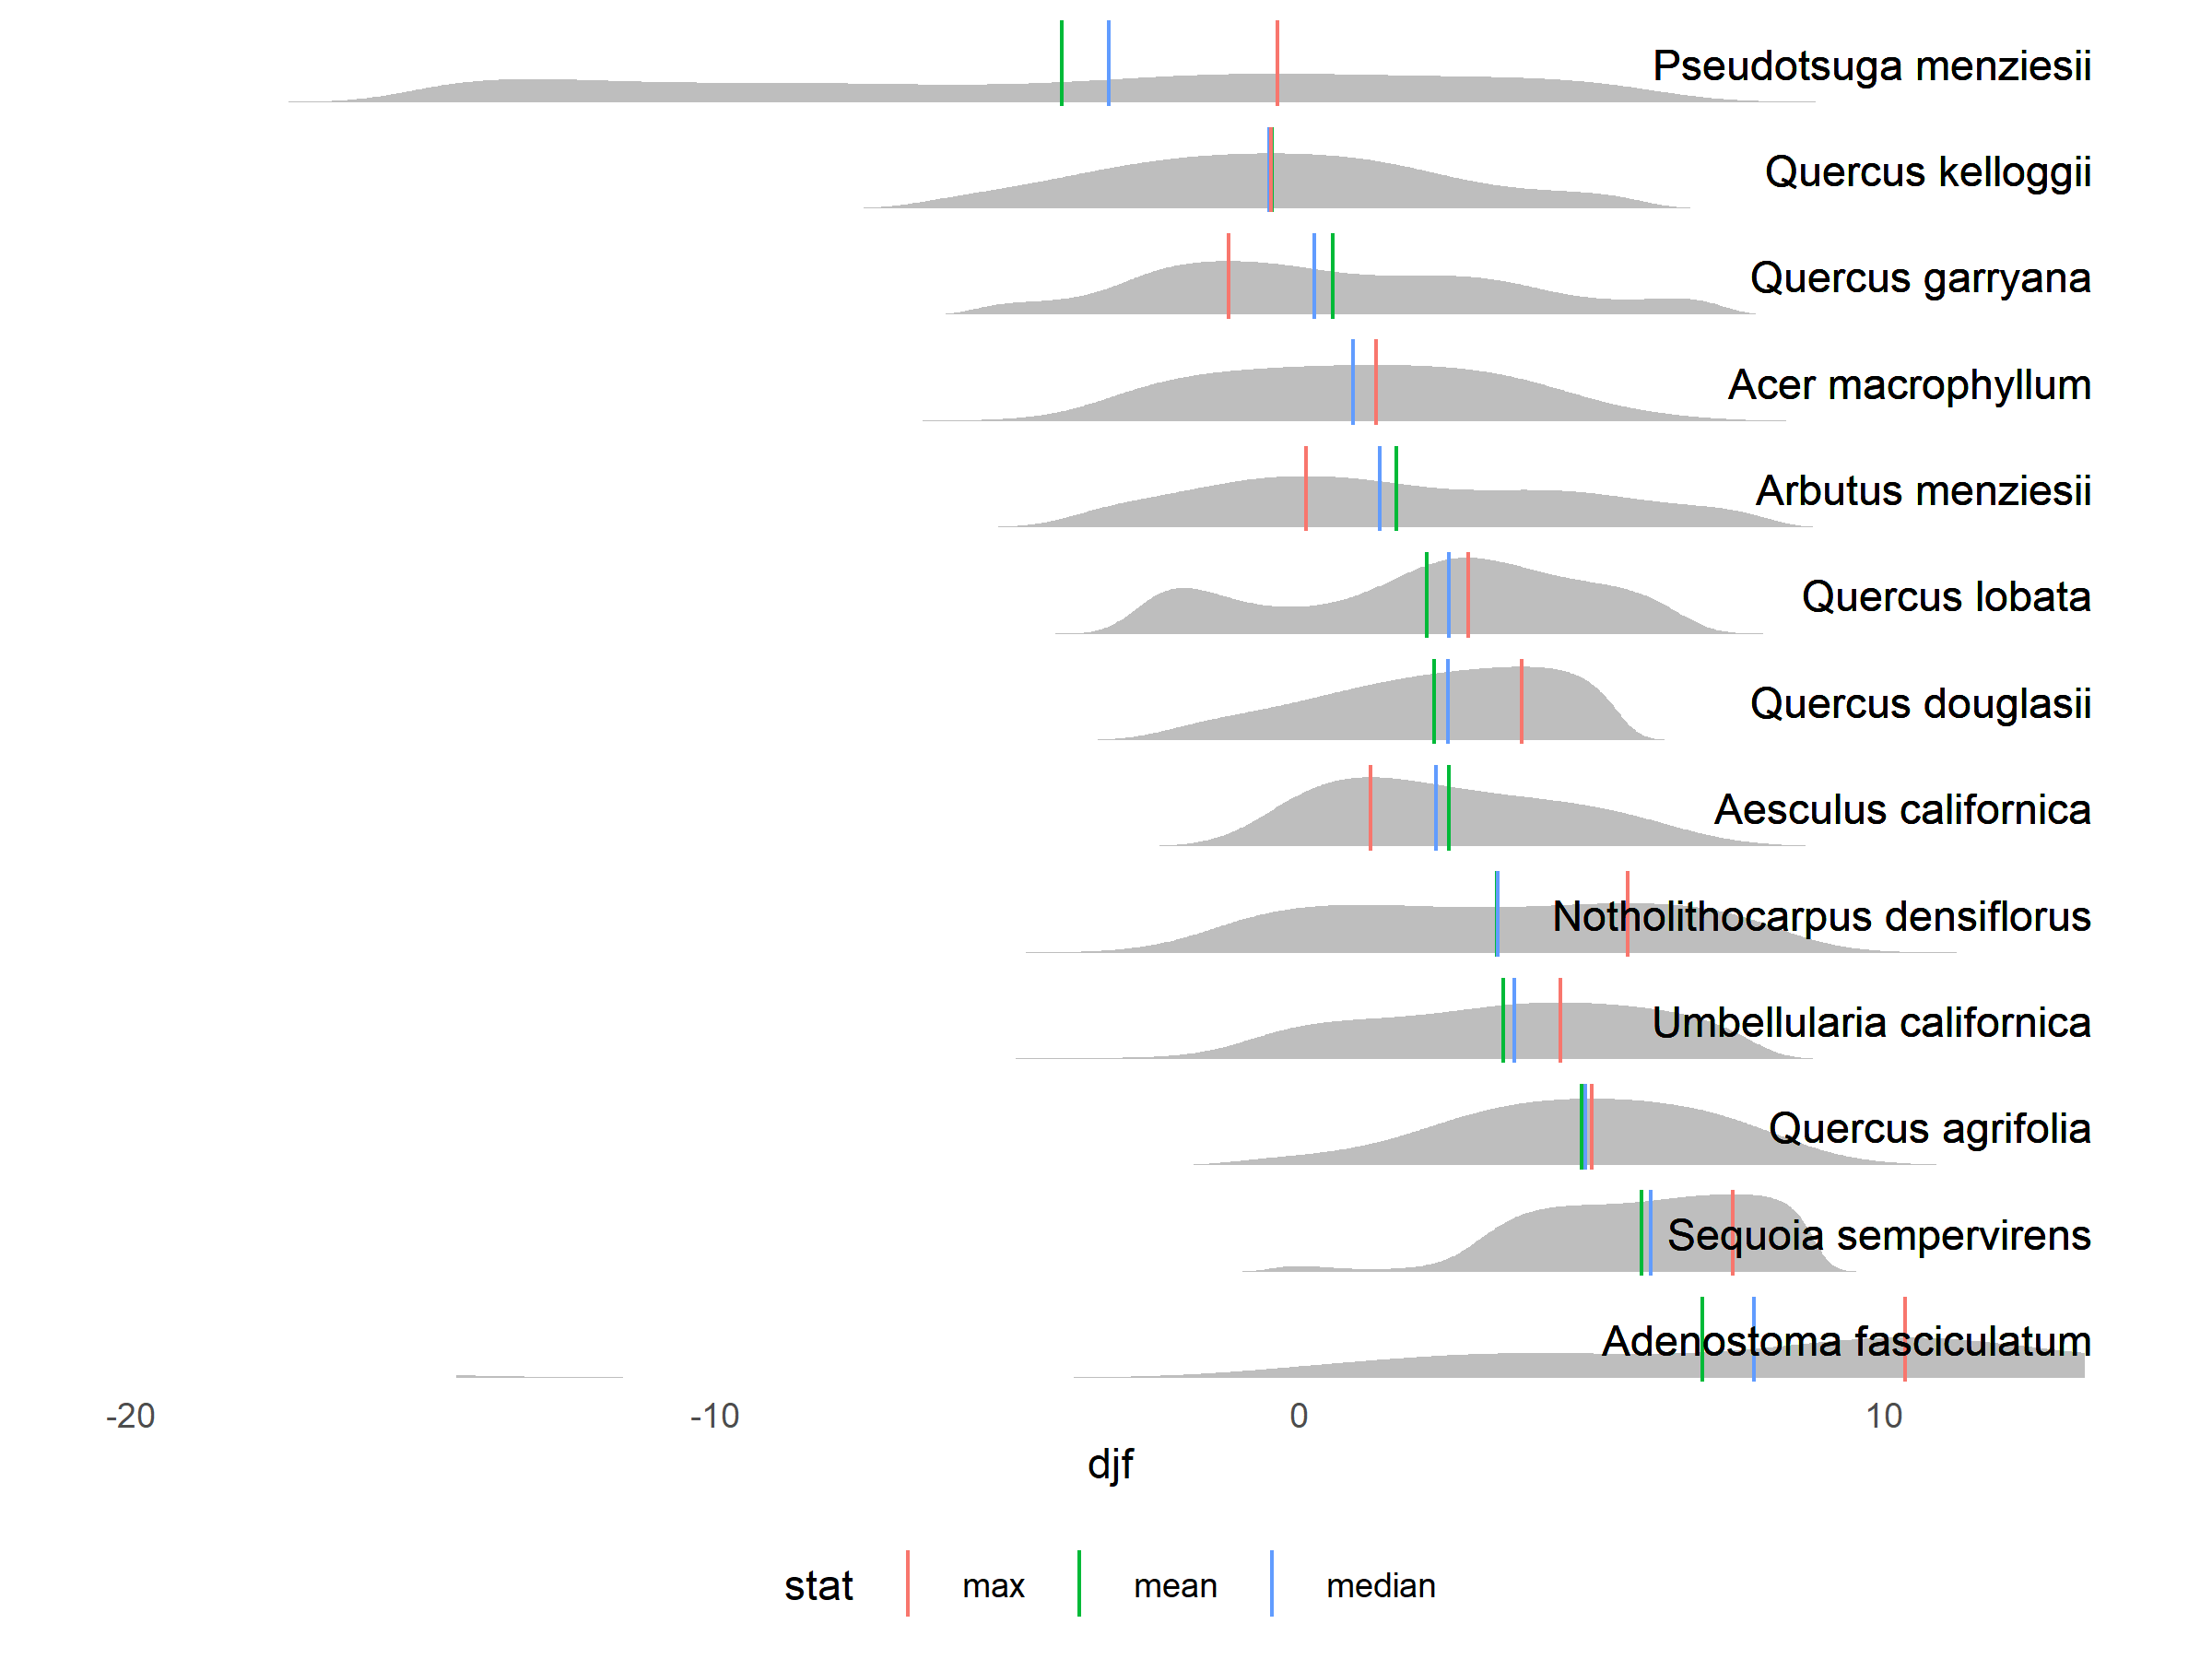 Pseudotsuga menziesii
Quercus kelloggii
Quercus garryana
Acer macrophyllum
Arbutus menziesii
Quercus lobata
Quercus douglasii
Aesculus californica
Notholithocarpus densiflorus
Umbellularia californica
Quercus agrifolia
Sequoia sempervirens
Adenostoma fasciculatum
-20 -10 0 10
djf
stat max mean median